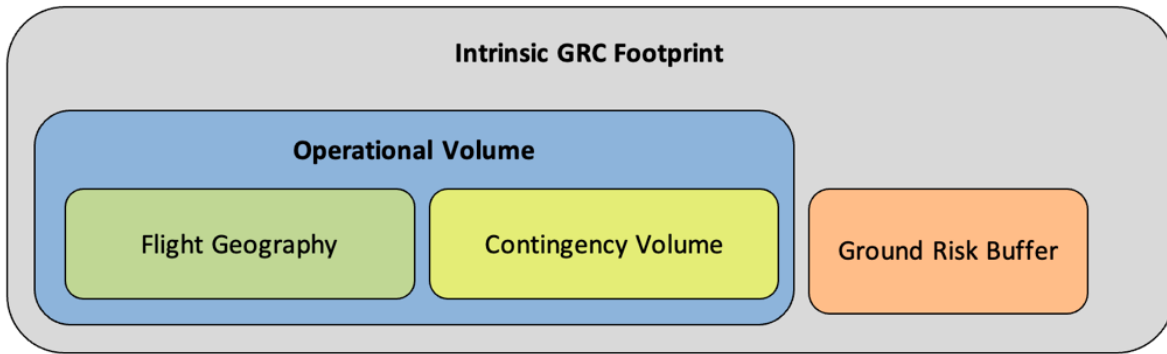 Intrinsic GRC Footprint
Operational Volume
Flight Geography
Contingency Volume
Ground Risk Buffer